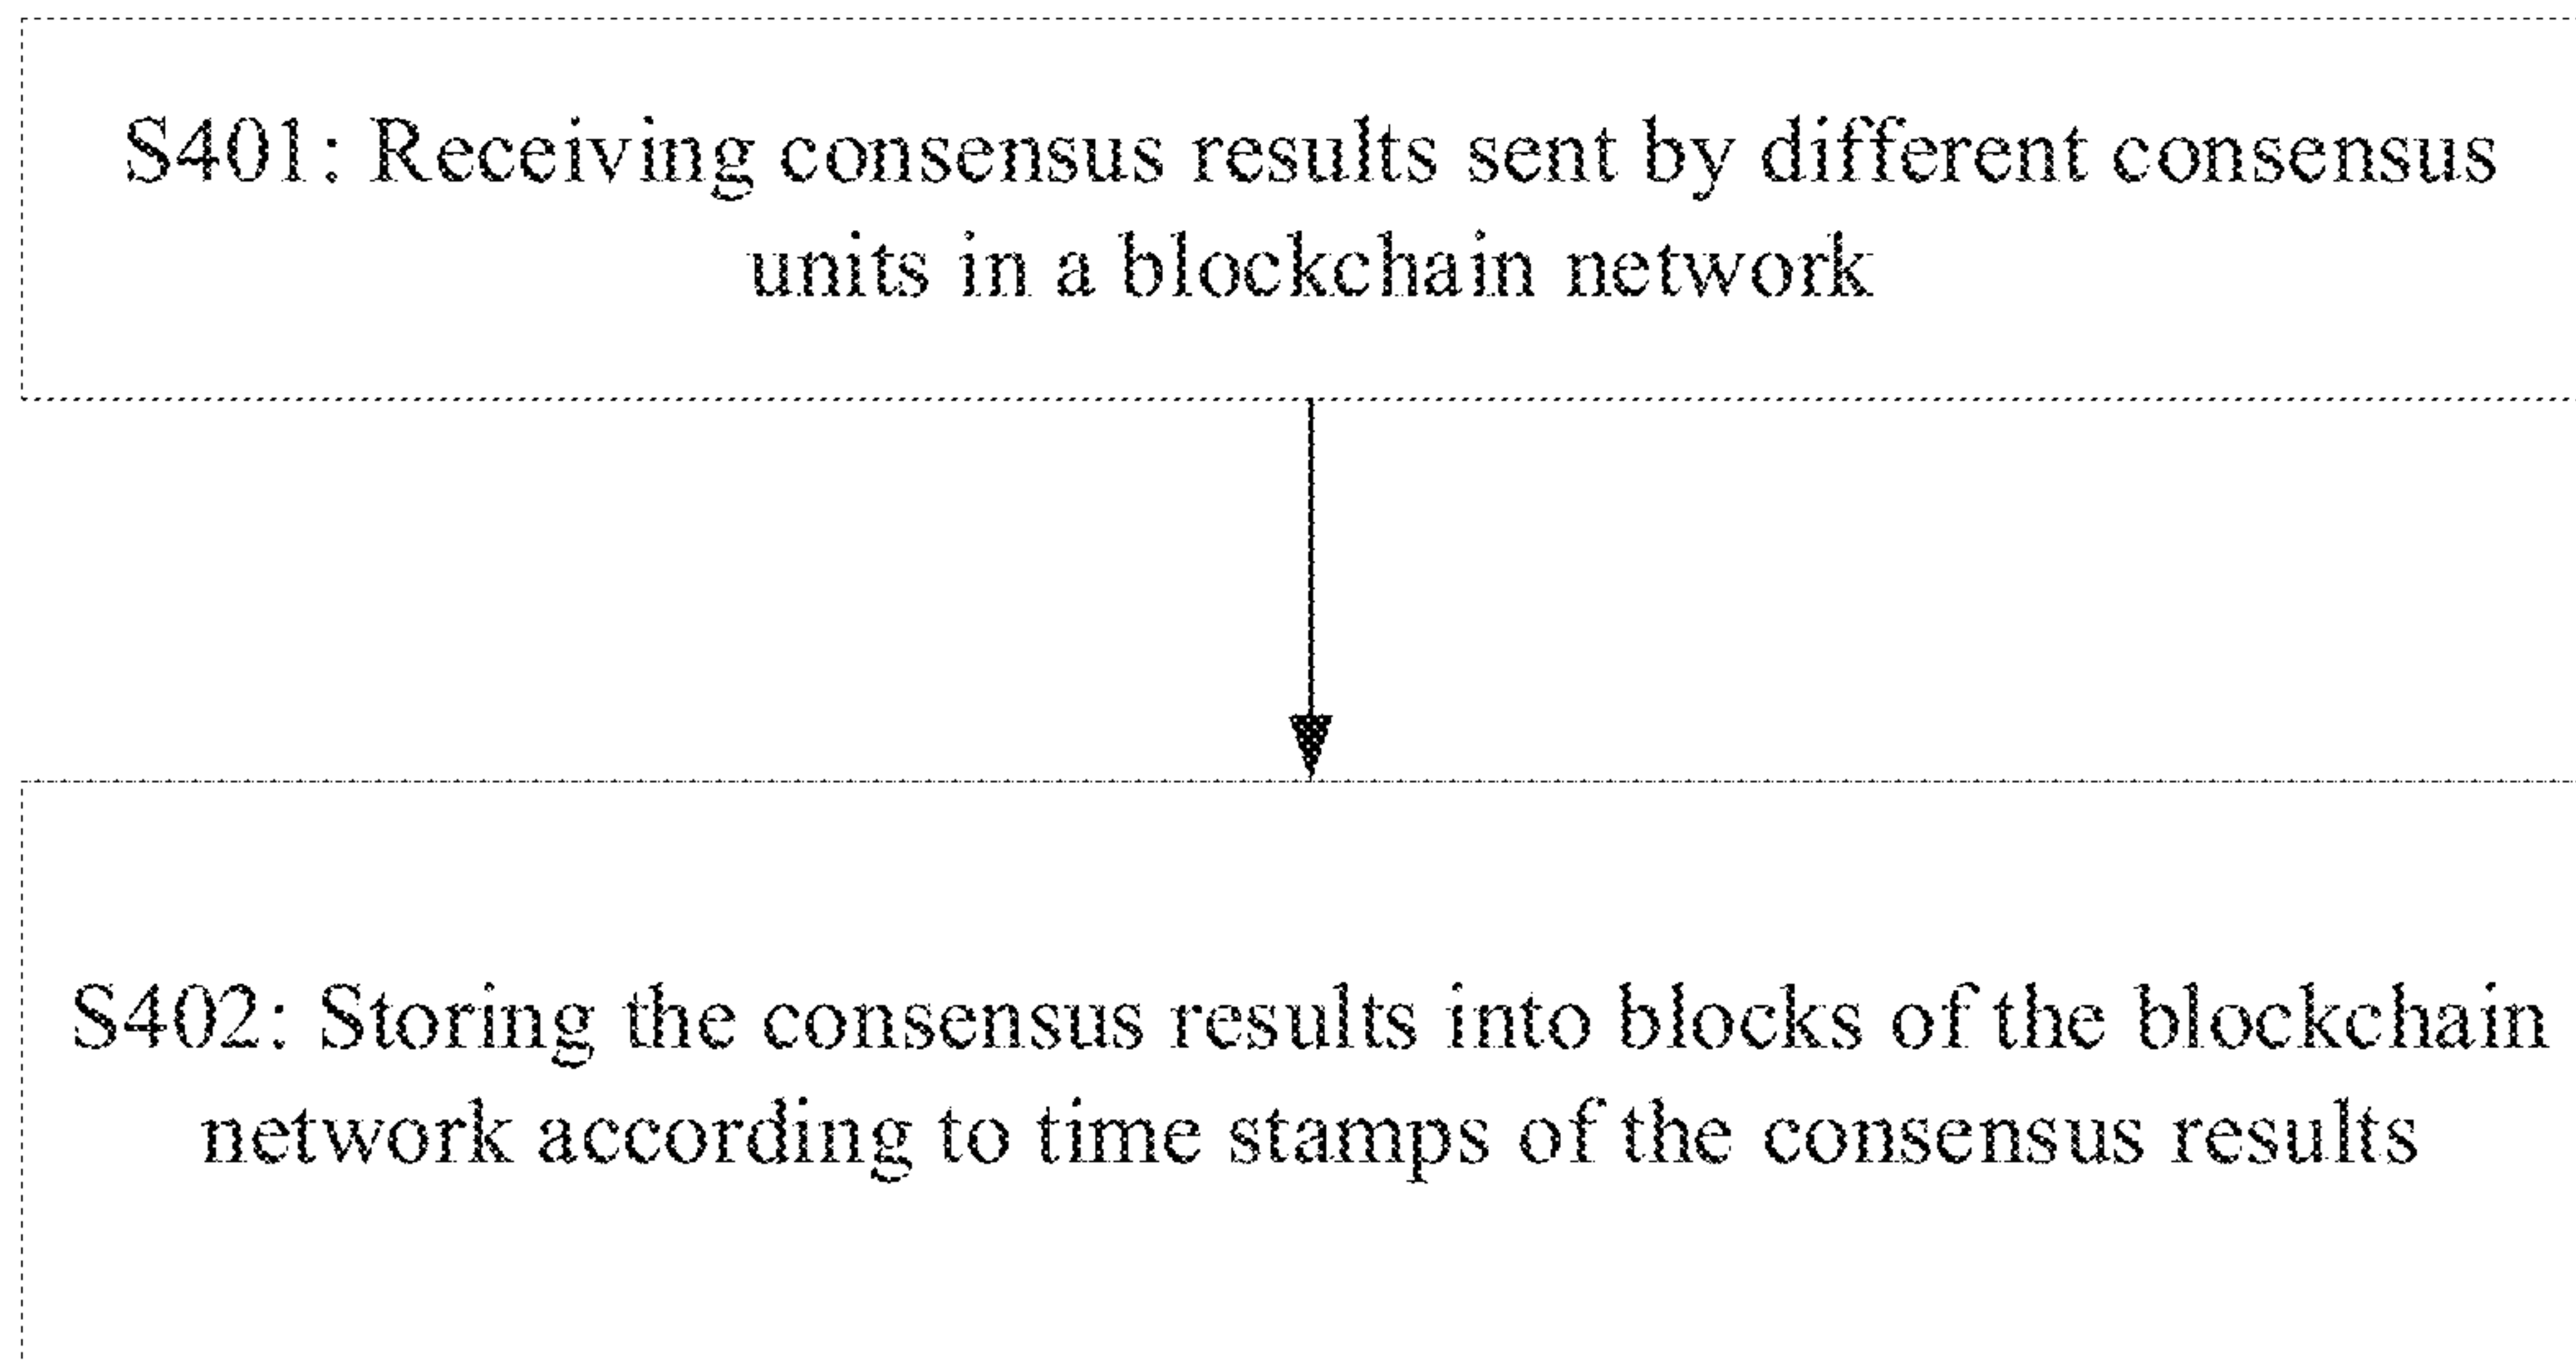 S401: Receiving consensus results sent by different consensus
units in a blockchain network
S402: Storing the consensus results into blocks of the blockchain
network according to time stamps of the consensus results